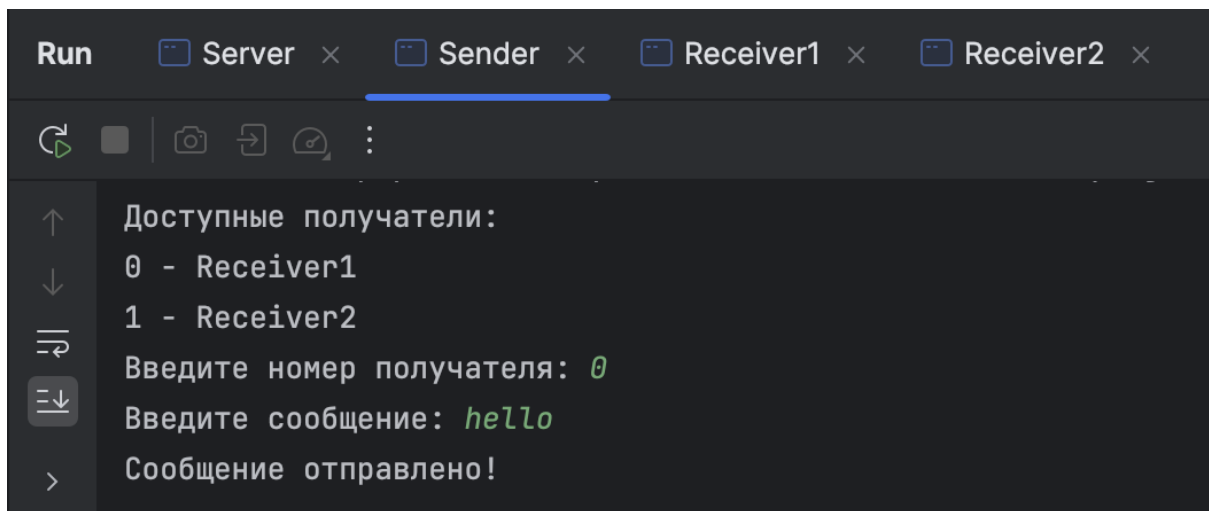 Run Server Sender Receiver1 Receiver2
Доступные получатели:
0 - Receiver1
1 - Receiver2
Введите номер получателя: 0
Введите сообщение: hello
Сообщение отправлено!